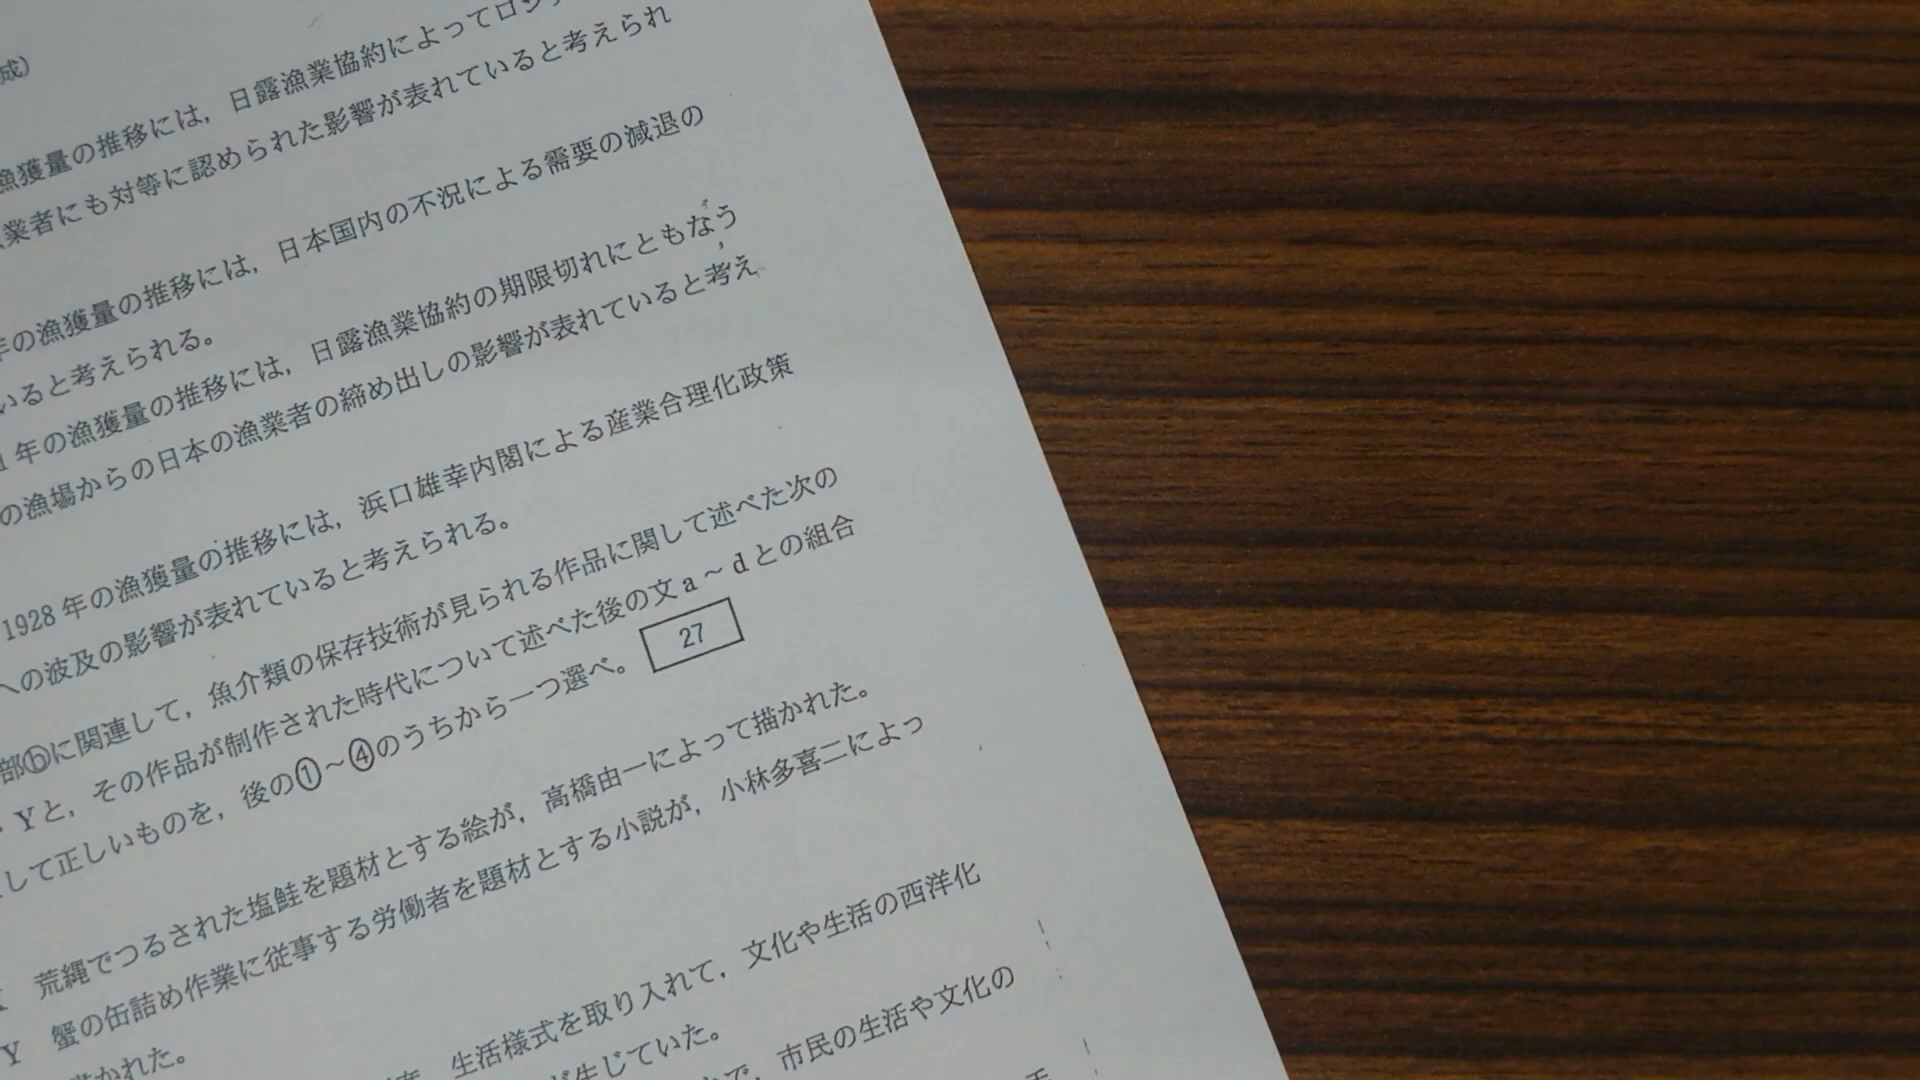 成)
漁獲量の推移には，日露漁業協約によってロシ
業者にも対等に認められた影響が表れていると考えられ
年の漁獲量の推移には，日本国内の不況による需要の減退の
いると考えられる。
1 年の漁獲量の推移には，日露漁業協約の期限切れにともなう
の漁場からの日本の漁業者の締め出しの影響が表れていると考え
1928 年の漁獲量の推移には，浜口雄幸内閣による産業合理化政策
への波及の影響が表れていると考えられる。
部ⓑに関連して，魚介類の保存技術が見られる作品に関して述べた次の
・Yと，その作品が制作された時代について述べた後の文 a ～ d との組合
して正しいものを，後の①～④のうちから一つ選べ。 27
荒縄でつるされた塩鮭を題材とする絵が，高橋由一によって描かれた。
Y 蟹の缶詰め作業に従事する労働者を題材とする小説が，小林多喜二によっ
かれた。
生活様式を取り入れて，文化や生活の西洋化
が生じていた。
で，市民の生活や文化の